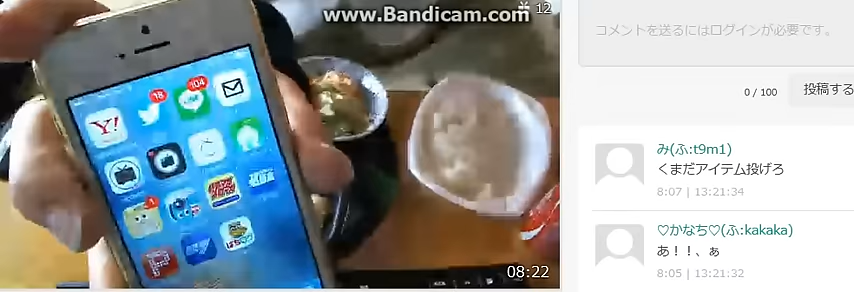 www.Bandicam.com
12
Y!
18
104
1
08:22
コメントを送るにはログインが必要です。
0 / 100
投稿する
み(ふ:t9m1)
くまだアイテム投げろ
8:07 | 13:21:34
♡かなち♡(ふ:kakaka)
あ！！、ぁ
8:05 | 13:21:32